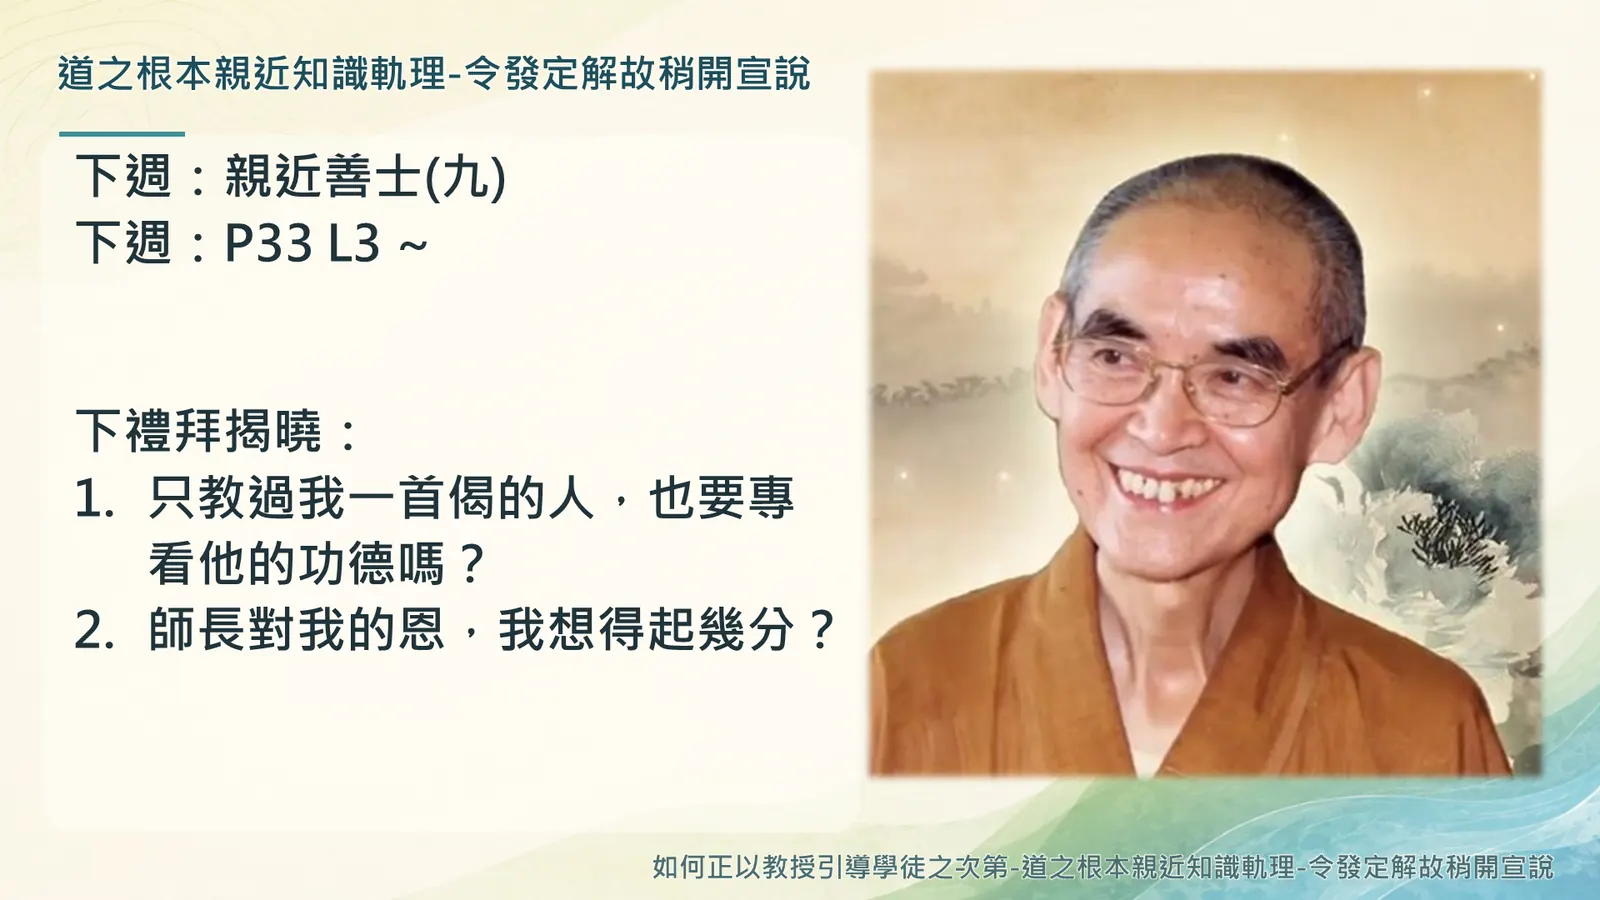 道之根本親近知識軌理-令發定解故稍開宣說
下週：親近善士(九)
下週：P33 L3 ~
下禮拜揭曉：
1. 只教過我一首偈的人，也要專
看他的功德嗎？
2. 師長對我的恩，我想得起幾分？
如何正以教授引導學徒之次第-道之根本親近知識軌理-令發定解故稍開宣說